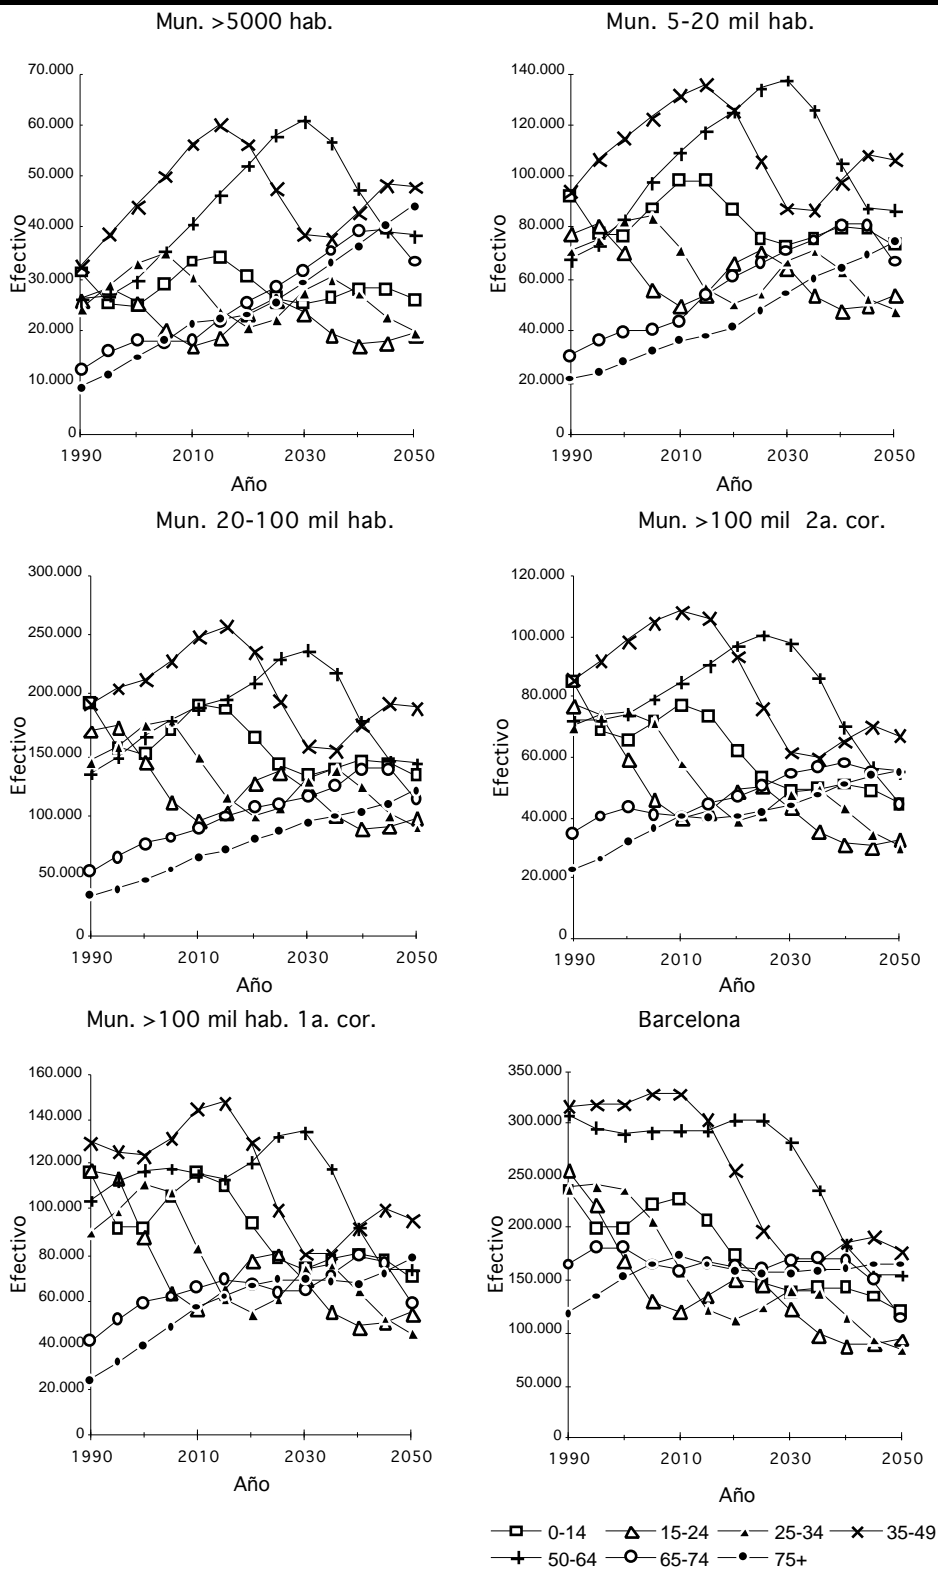 Mun. >5000 hab.
70.000
60.000
50.000
40.000
30.000
20.000
10.000
0
Efectivo
1990 2010 2030 2050
Año
Mun. 5-20 mil hab.
140.000
120.000
100.000
80.000
60.000
40.000
20.000
0
Efectivo
1990 2010 2030 2050
Año
Mun. 20-100 mil hab.
300.000
250.000
200.000
150.000
100.000
50.000
0
Efectivo
1990 2010 2030 2050
Año
Mun. >100 mil 2a. cor.
120.000
100.000
80.000
60.000
40.000
20.000
0
Efectivo
1990 2010 2030 2050
Año
Mun. >100 mil hab. 1a. cor.
160.000
140.000
120.000
100.000
80.000
60.000
40.000
20.000
0
Efectivo
1990 2010 2030 2050
Año
Barcelona
350.000
300.000
250.000
200.000
150.000
100.000
50.000
0
Efectivo
1990 2010 2030 2050
Año
0-14 15-24 25-34 35-49
50-64 65-74 75+